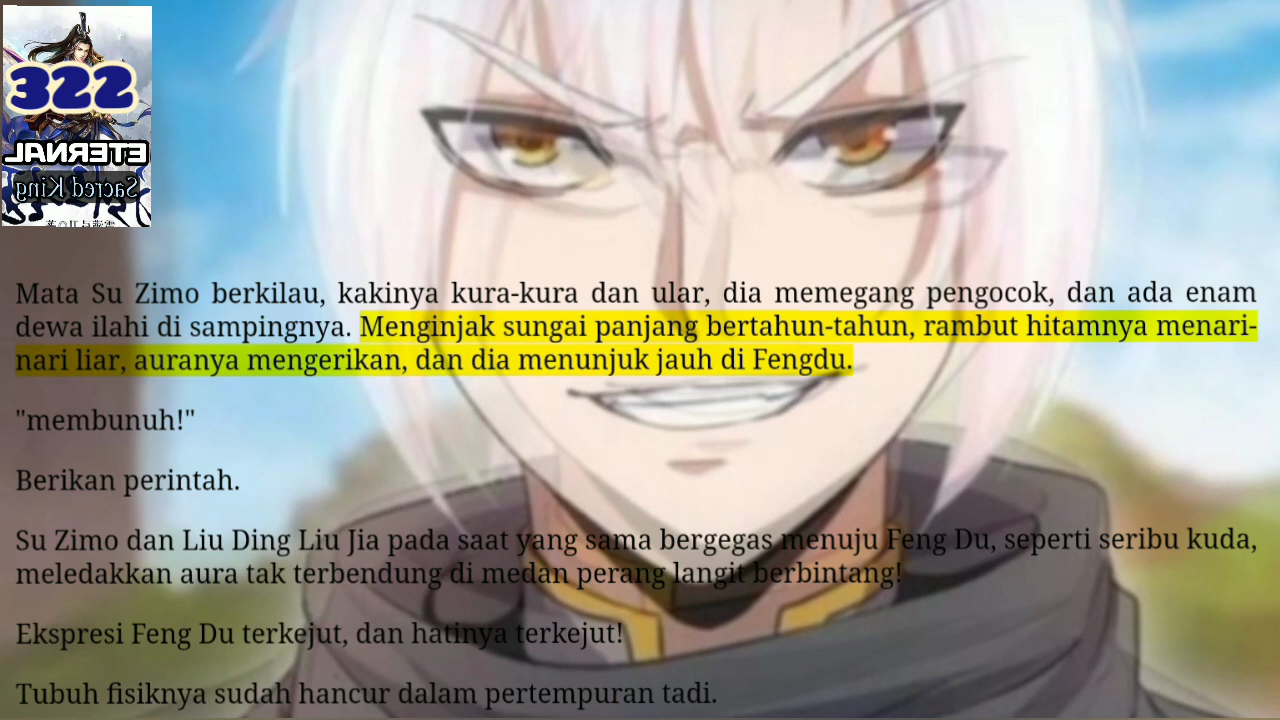 322
ETERNAL
Sacred King
Mata Su Zimo berkilau, kakinya kura-kura dan ular, dia memegang pengocok, dan ada enam
dewa ilahi di sampingnya. Menginjak sungai panjang bertahun-tahun, rambut hitamnya menari-
nari liar, auranya mengerikan, dan dia menunjuk jauh di Fengdu.
"membunuh!"
Berikan perintah.
Su Zimo dan Liu Ding Liu Jia pada saat yang sama bergegas menuju Feng Du, seperti seribu kuda,
meledakkan aura tak terbendung di medan perang langit berbintang!
Ekspresi Feng Du terkejut, dan hatinya terkejut!
Tubuh fisiknya sudah hancur dalam pertempuran tadi.